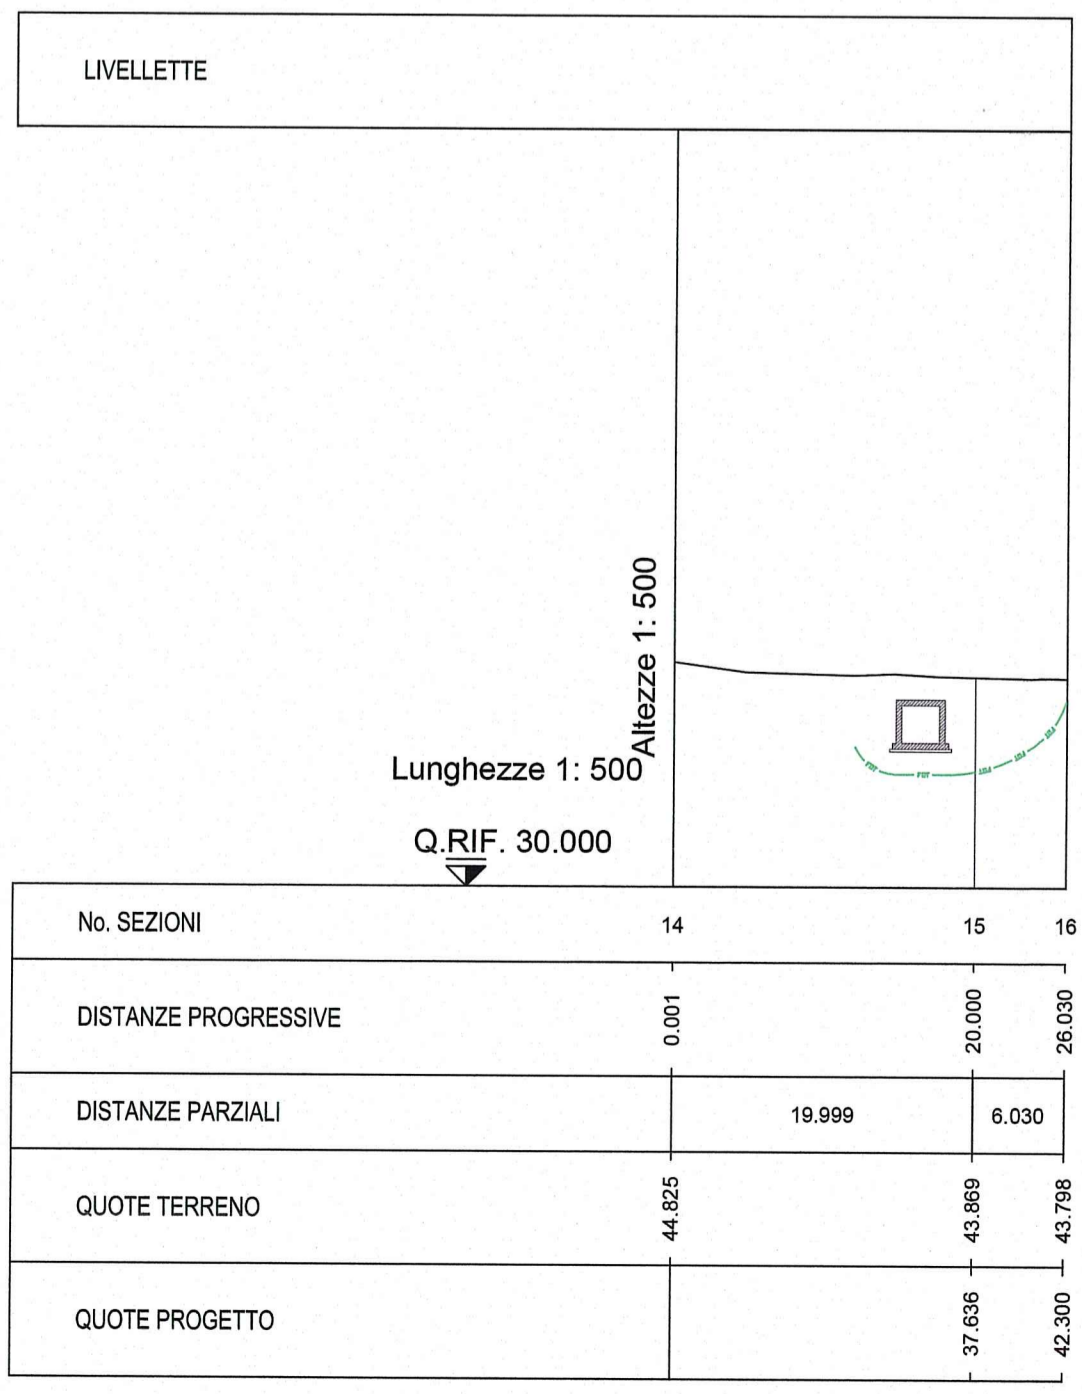 LIVELLETTE
Altezze 1: 500
Lunghezze 1: 500
Q.RIF. 30.000
No. SEZIONI 14 15 16
DISTANZE PROGRESSIVE 0.001 20.000 26.030
DISTANZE PARZIALI 19.999 6.030
QUOTE TERRENO 44.825 43.869 43.798
QUOTE PROGETTO 37.636 42.300